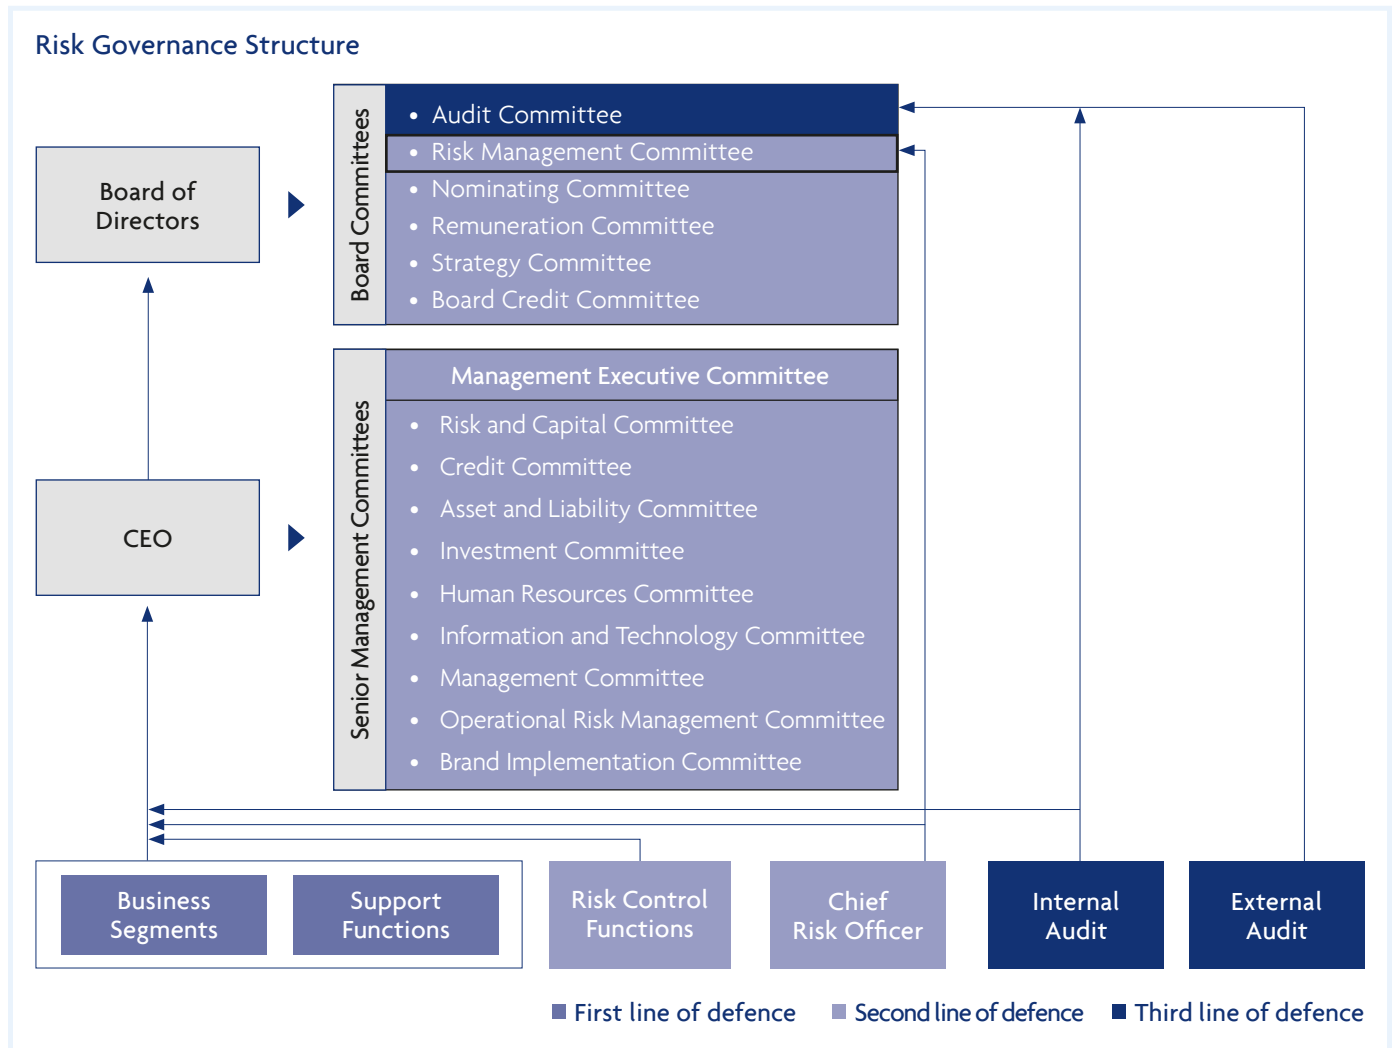 Risk Governance Structure
Board of
Directors
Board Committees
• Audit Committee
• Risk Management Committee
• Nominating Committee
• Remuneration Committee
• Strategy Committee
• Board Credit Committee
CEO
Senior Management Committees
Management Executive Committee
• Risk and Capital Committee
• Credit Committee
• Asset and Liability Committee
• Investment Committee
• Human Resources Committee
• Information and Technology Committee
• Management Committee
• Operational Risk Management Committee
• Brand Implementation Committee
Business
Segments
Support
Functions
Risk Control
Functions
Chief
Risk Officer
Internal
Audit
External
Audit
First line of defence
Second line of defence
Third line of defence